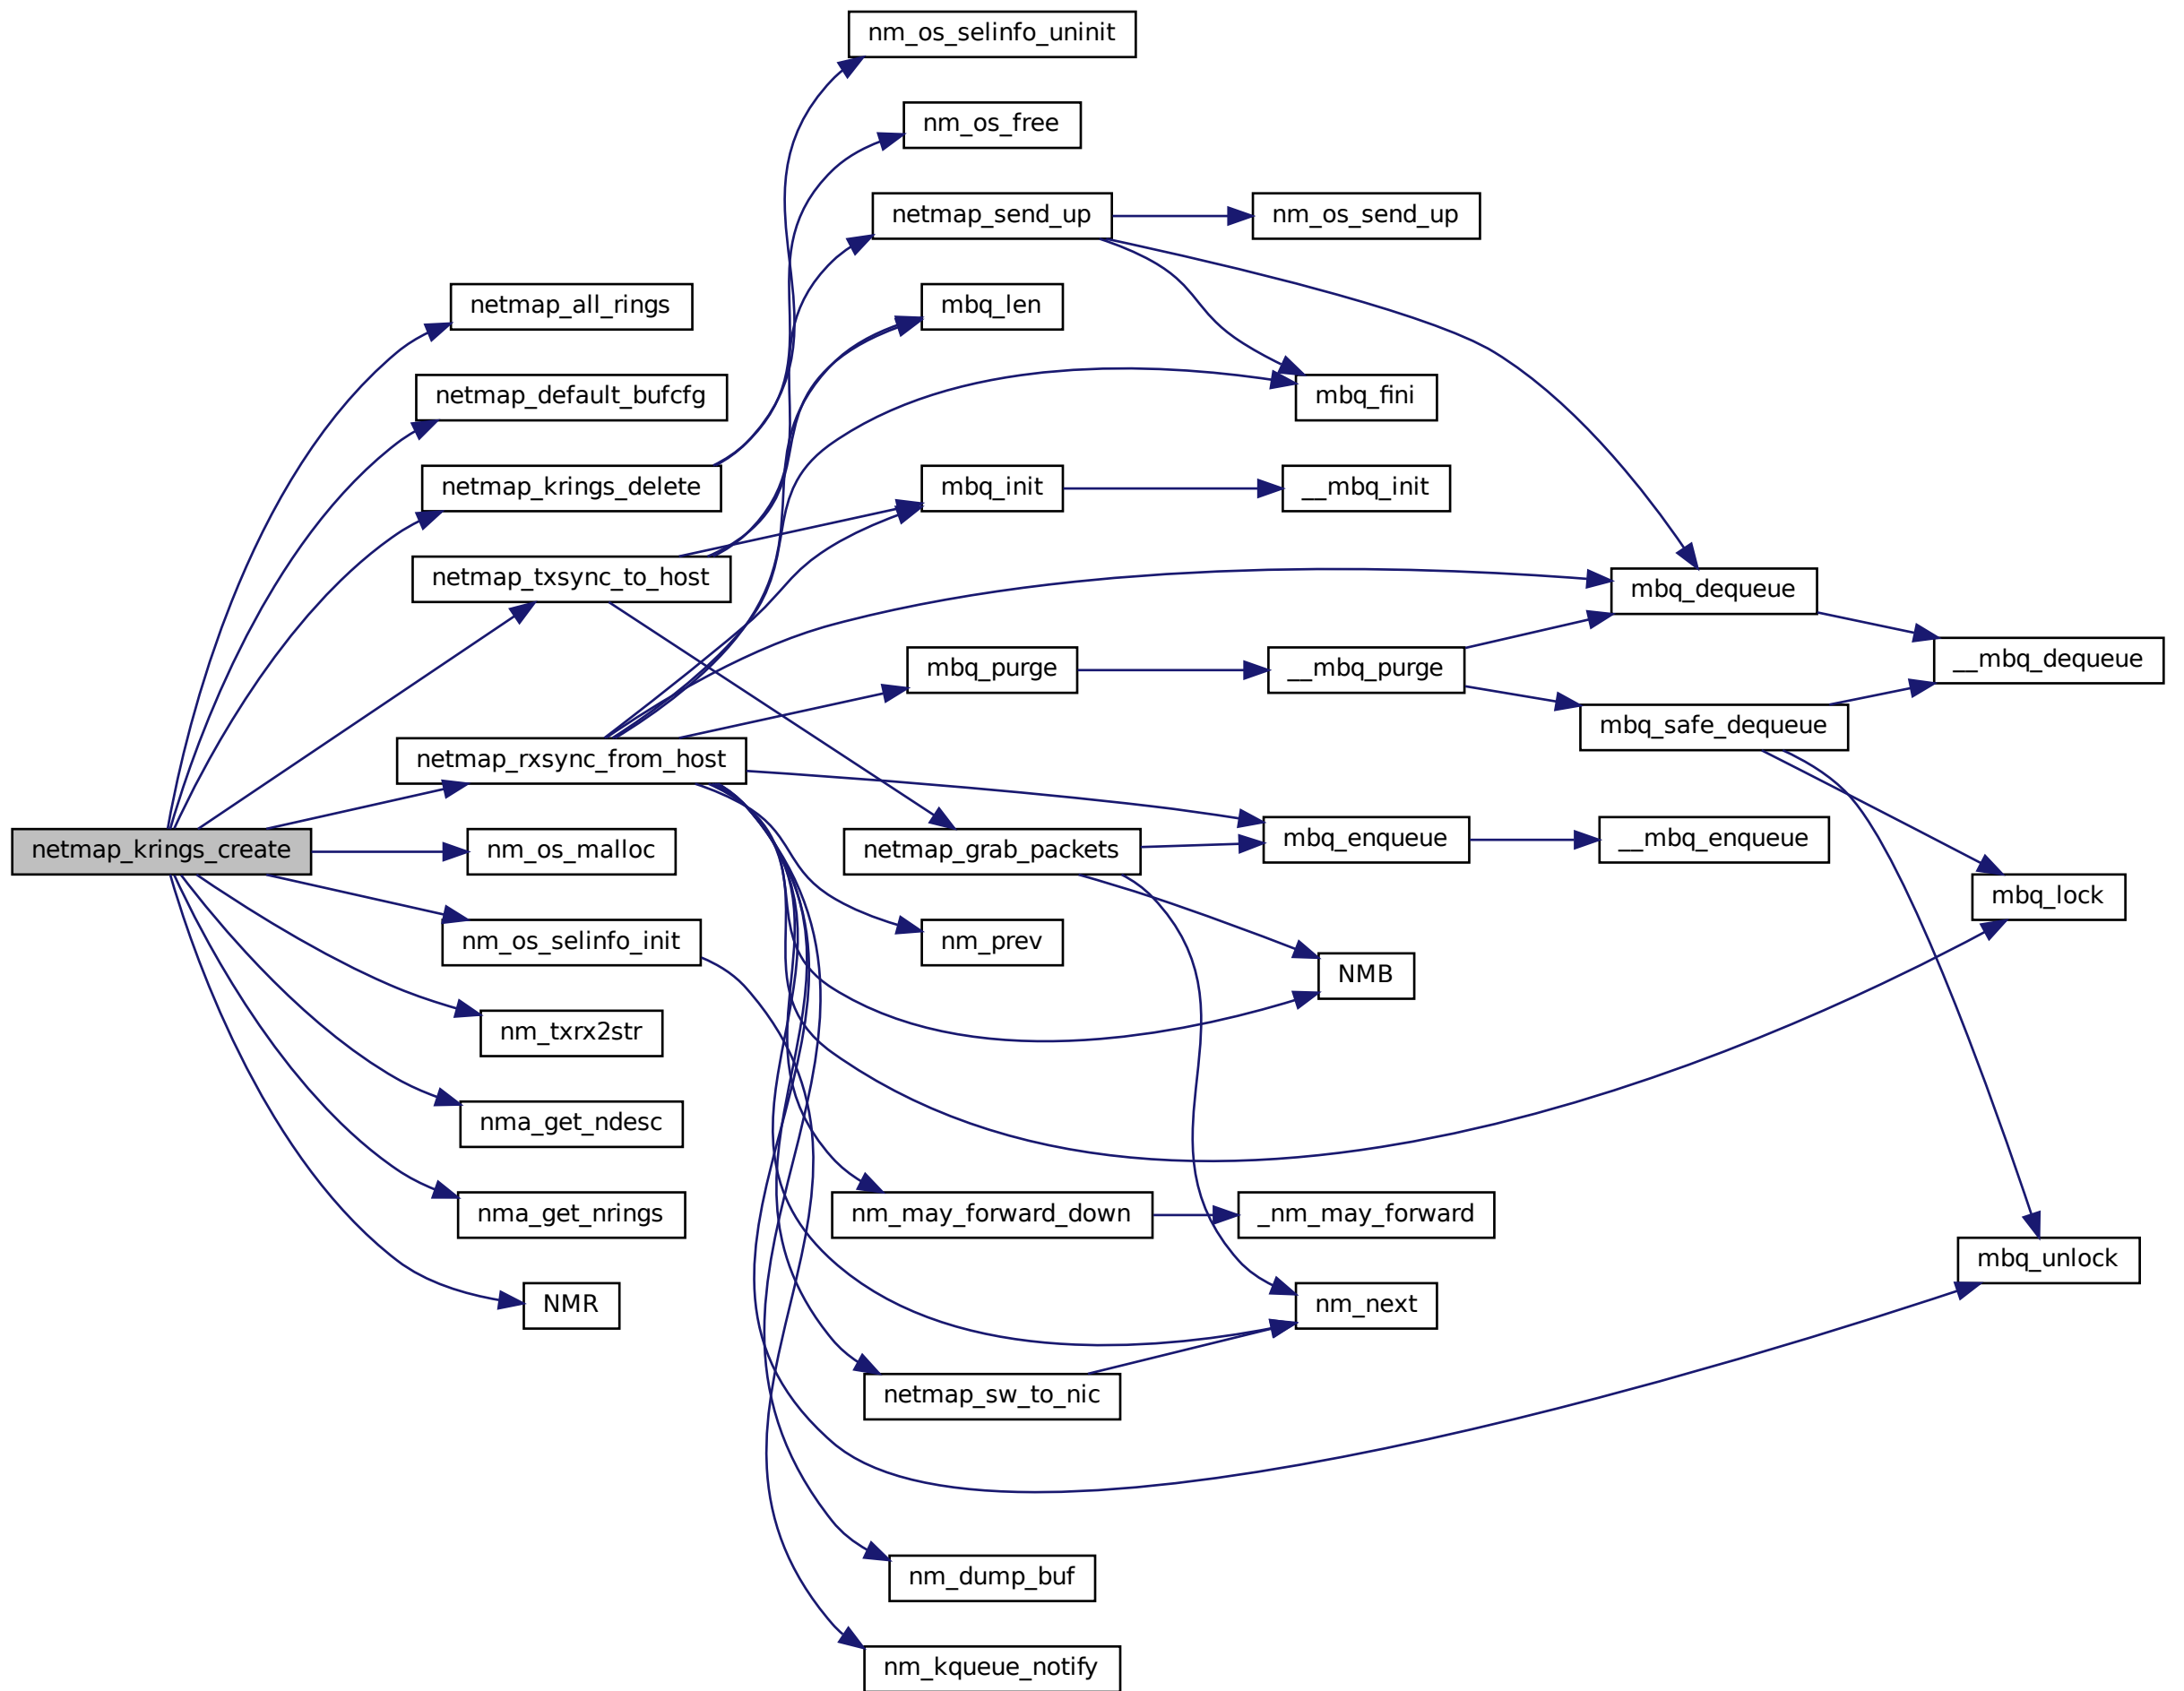 nm_os_selinfo_uninit
nm_os_free
netmap_send_up
nm_os_send_up
netmap_all_rings
mbq_len
netmap_default_bufcfg
mbq_fini
netmap_krings_delete
mbq_init
__mbq_init
netmap_txsync_to_host
mbq_dequeue
mbq_purge
__mbq_purge
__mbq_dequeue
mbq_safe_dequeue
netmap_rxsync_from_host
netmap_krings_create
nm_os_malloc
netmap_grab_packets
mbq_enqueue
__mbq_enqueue
mbq_lock
nm_os_selinfo_init
nm_prev
NMB
nm_txrx2str
nma_get_ndesc
nma_get_nrings
nm_may_forward_down
_nm_may_forward
mbq_unlock
NMR
nm_next
netmap_sw_to_nic
nm_dump_buf
nm_kqueue_notify